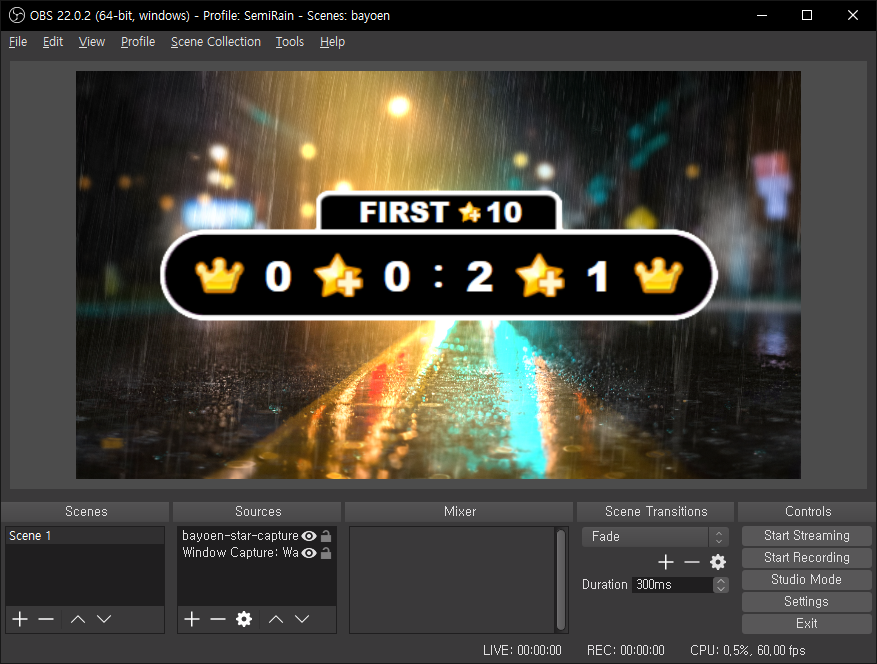 OBS 22.0.2 (64-bit, windows) - Profile: SemiRain - Scenes: bayoen
File Edit View Profile Scene Collection Tools Help
FIRST 10
0 0 : 2 1
Scenes Sources Mixer Scene Transitions Controls
Scene 1
bayoen-star-capture
Window Capture: Wa
Fade
Duration 300ms
Start Streaming
Start Recording
Studio Mode
Settings
Exit
LIVE: 00:00:00 REC: 00:00:00 CPU: 0,5%, 60,00 fps